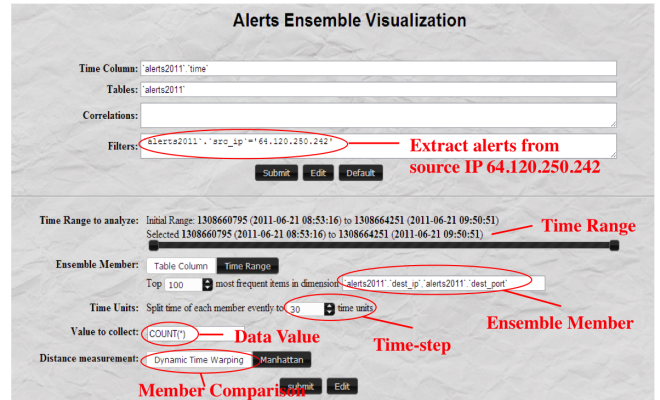 Alerts Ensemble Visualization
Time Column: `alerts2011`.`time`
Tables: `alerts2011`
Correlations:
Filters: `alerts2011`.`src_ip`='64.120.250.242'
Extract alerts from
source IP 64.120.250.242
Submit Edit Default
Time Range to analyze: Initial Range: 1308660795 (2011-06-21 08:53:16) to 1308664251 (2011-06-21 09:50:51)
Selected 1308660795 (2011-06-21 08:53:16) to 1308664251 (2011-06-21 09:50:51)
Time Range
Ensemble Member: Table Column Time Range
Top 100 most frequent items in dimension `alerts2011`.`dest_ip`,`alerts2011`.`dest_port`
Time Units: Split time of each member evently to 30 time units
Ensemble Member
Value to collect: COUNT(*)
Data Value
Time-step
Distance measurement: Dynamic Time Warping Manhattan
Member Comparison
submit Edit